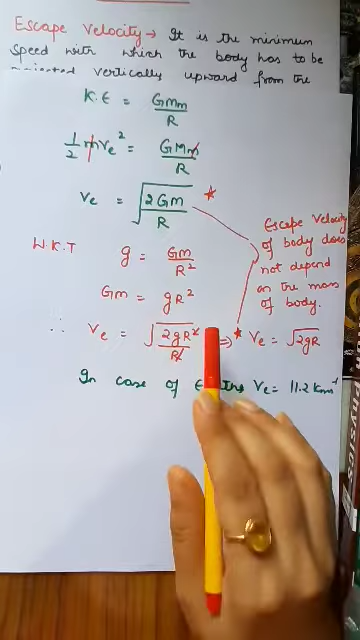 Escape Velocity → It is the minimum
speed with which the body has to be
vertically upward from the
K.E = GMm/R
1/2 mve² = GMm/R
ve = √(2GM/R) *
Escape Velocity
of body does
not depend
on the mass
of body.
W.K.T g = GM/R²
GM = gR²
∴ ve = √(2gR²/R) ⇒ * ve = √2gR
In case of ve = 11.2 Kms⁻¹